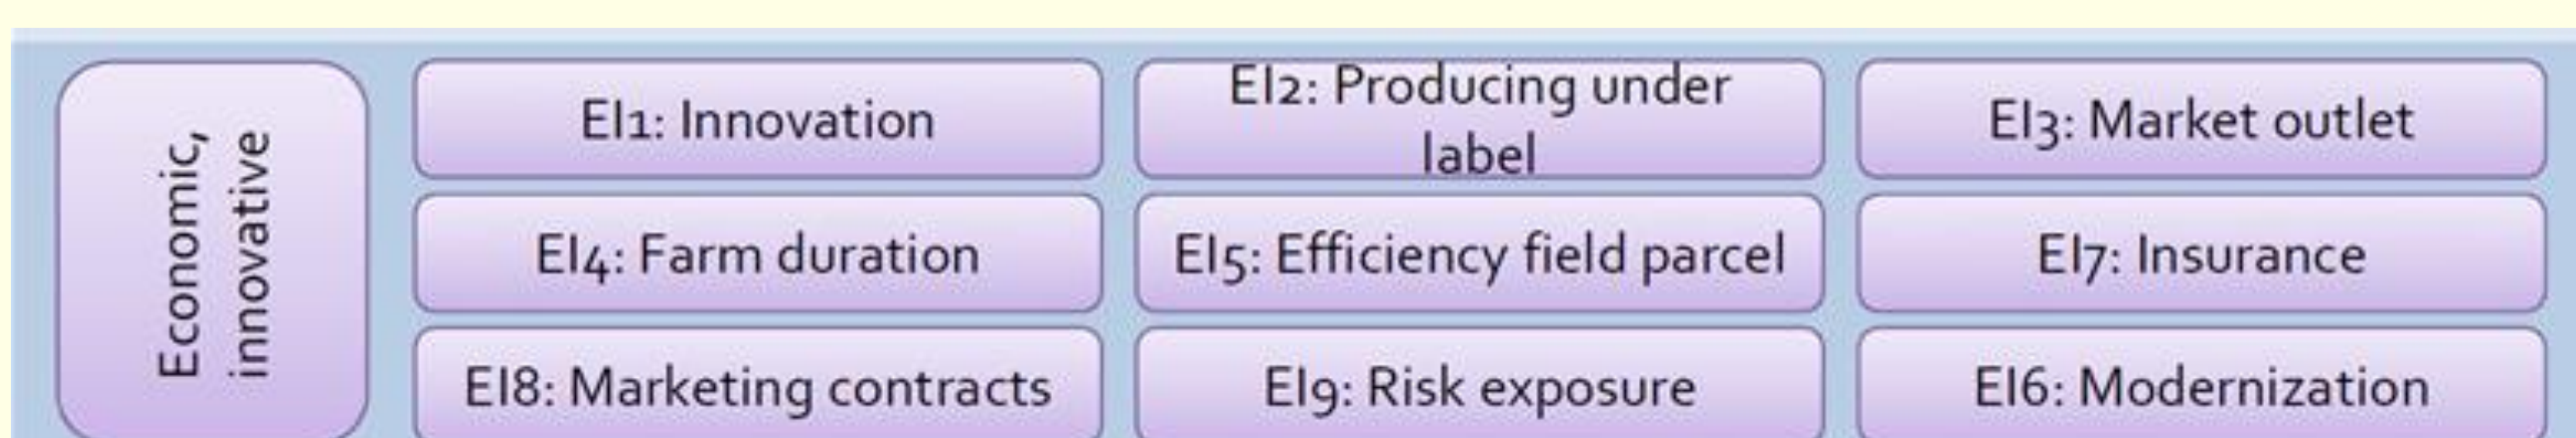 Economic,
innovative
EI1: Innovation
EI2: Producing under
label
EI3: Market outlet
EI4: Farm duration
EI5: Efficiency field parcel
EI7: Insurance
EI8: Marketing contracts
EI9: Risk exposure
EI6: Modernization